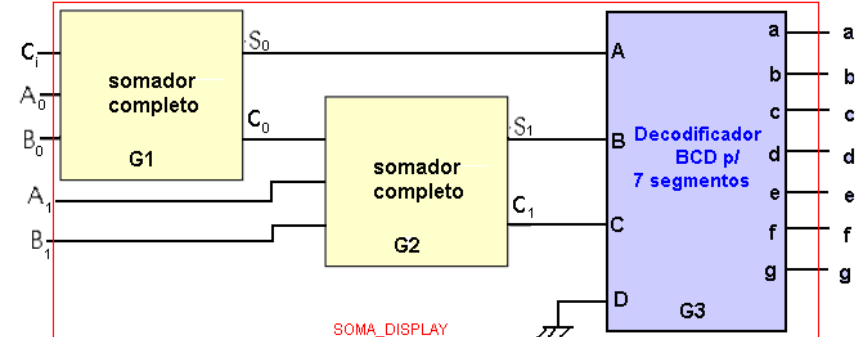 Ci
A0
B0
A1
B1
somador
completo
G1
S0
C0
somador
completo
G2
S1
C1
A
B
C
D
Decodificador
BCD p/
7 segmentos
G3
a
b
c
d
e
f
g
a
b
c
d
e
f
g
SOMA_DISPLAY